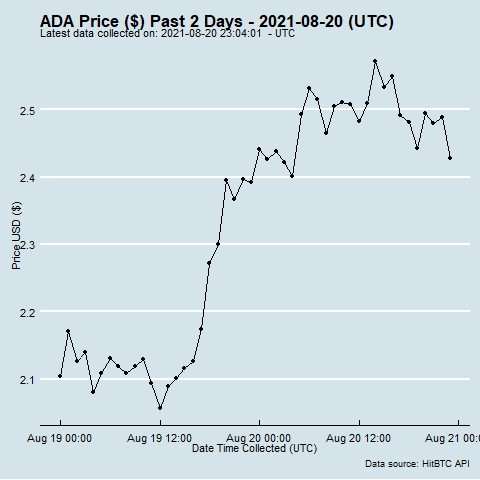 ADA Price ($) Past 2 Days - 2021-08-20 (UTC)
Latest data collected on: 2021-08-20 23:04:01 - UTC
2.5
2.4
2.3
2.2
2.1
Price USD ($)
Aug 19 00:00 Aug 19 12:00 Aug 20 00:00 Aug 20 12:00 Aug 21 00:
Date Time Collected (UTC)
Data source: HitBTC API